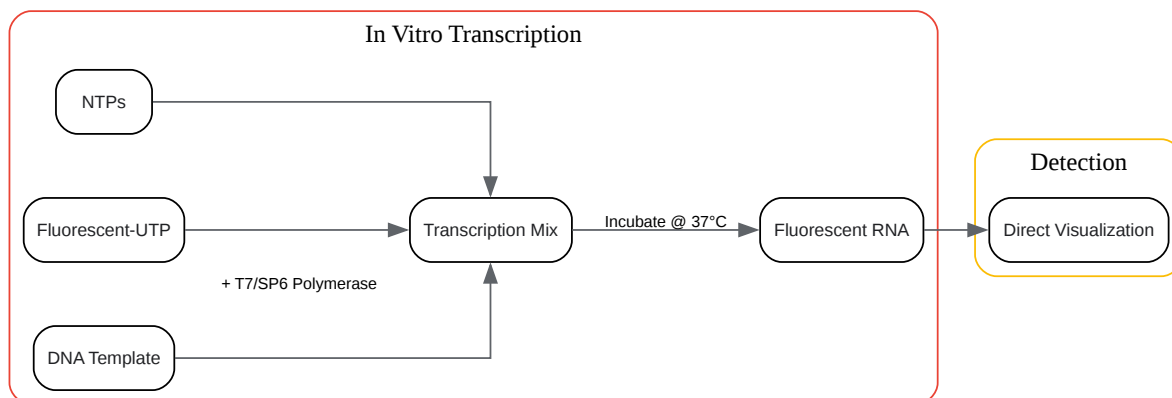 In Vitro Transcription
NTPs
Detection
Fluorescent-UTP
Transcription Mix
Incubate @ 37°C
Fluorescent RNA
Direct Visualization
+ T7/SP6 Polymerase
DNA Template